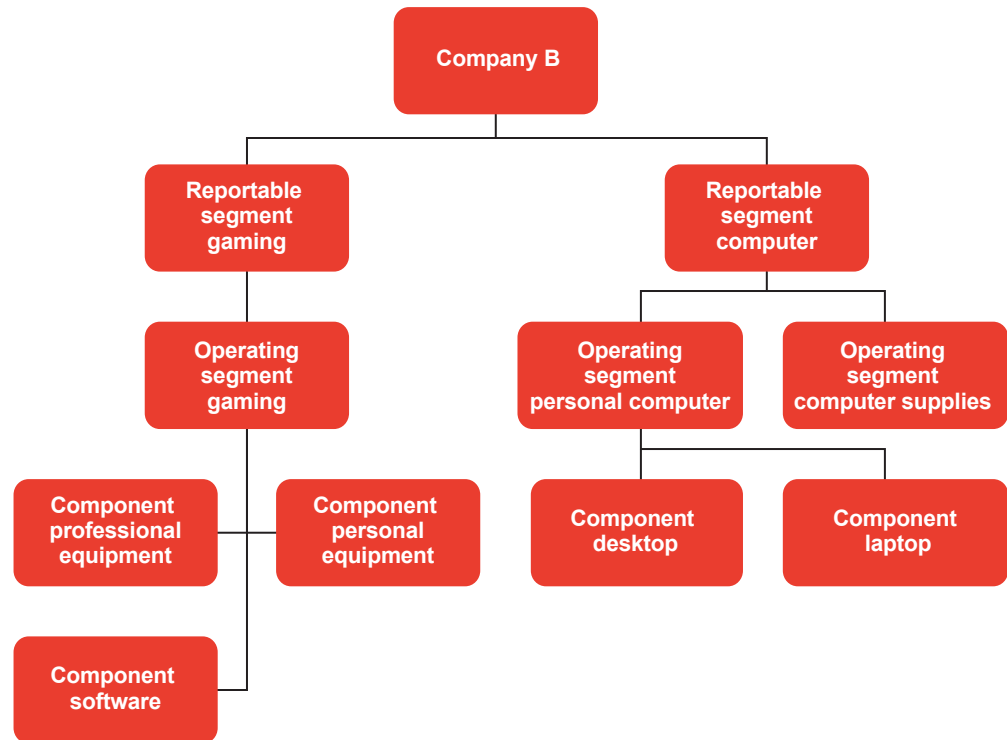 Company B
Reportable
segment
gaming
Reportable
segment
computer
Operating
segment
gaming
Operating
segment
personal computer
Operating
segment
computer supplies
Component
professional
equipment
Component
personal
equipment
Component
desktop
Component
laptop
Component
software